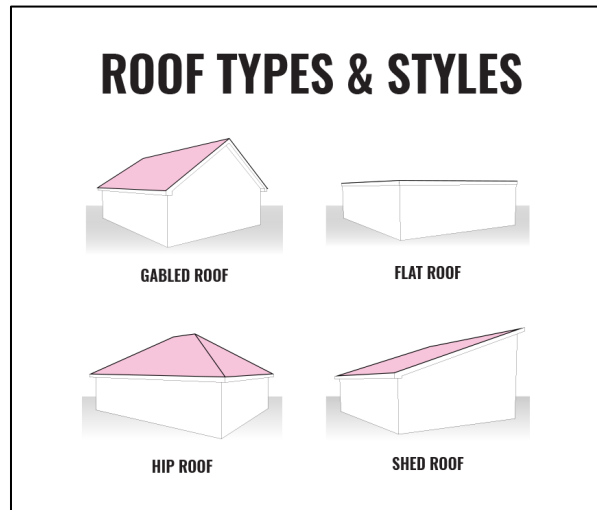 ROOF TYPES & STYLES
GABLED ROOF
FLAT ROOF
HIP ROOF
SHED ROOF